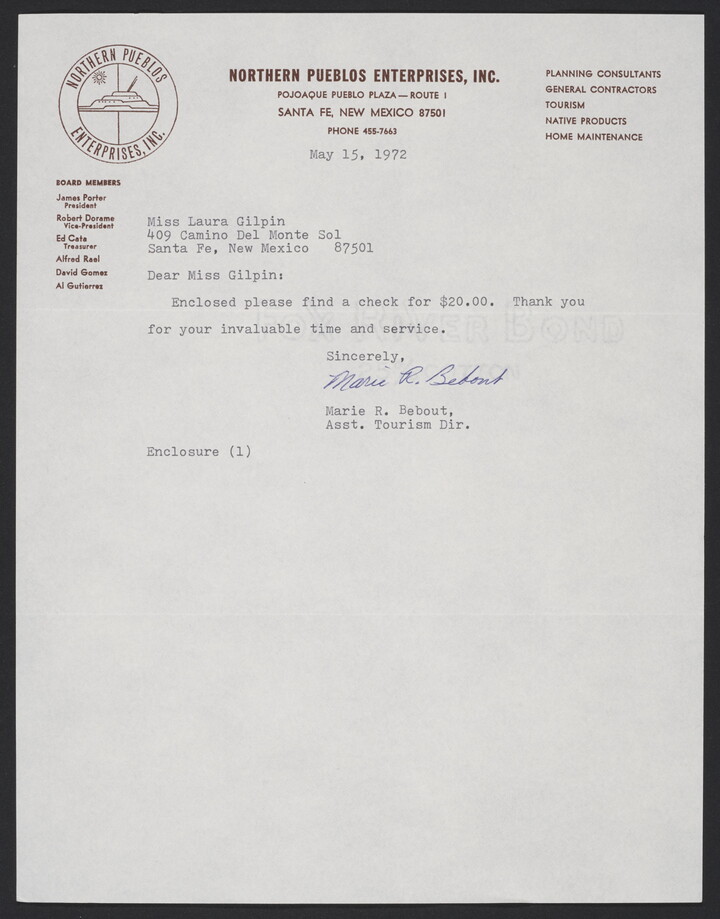 NORTHERN PUEBLOS
ENTERPRISES, INC.
NORTHERN PUEBLOS ENTERPRISES, INC.
POJOAQUE PUEBLO PLAZA — ROUTE 1
SANTA FE, NEW MEXICO 87501
PHONE 455-7663
PLANNING CONSULTANTS
GENERAL CONTRACTORS
TOURISM
NATIVE PRODUCTS
HOME MAINTENANCE
May 15, 1972
BOARD MEMBERS
James Porter
President
Robert Dorame
Vice-President
Ed Cata
Treasurer
Alfred Rael
David Gomez
Al Gutierrez
Miss Laura Gilpin
409 Camino Del Monte Sol
Santa Fe, New Mexico 87501
Dear Miss Gilpin:
Enclosed please find a check for $20.00. Thank you
for your invaluable time and service.
FOX RIVER BOND
Sincerely,
Marie R. Bebout
Marie R. Bebout,
Asst. Tourism Dir.
Enclosure (1)